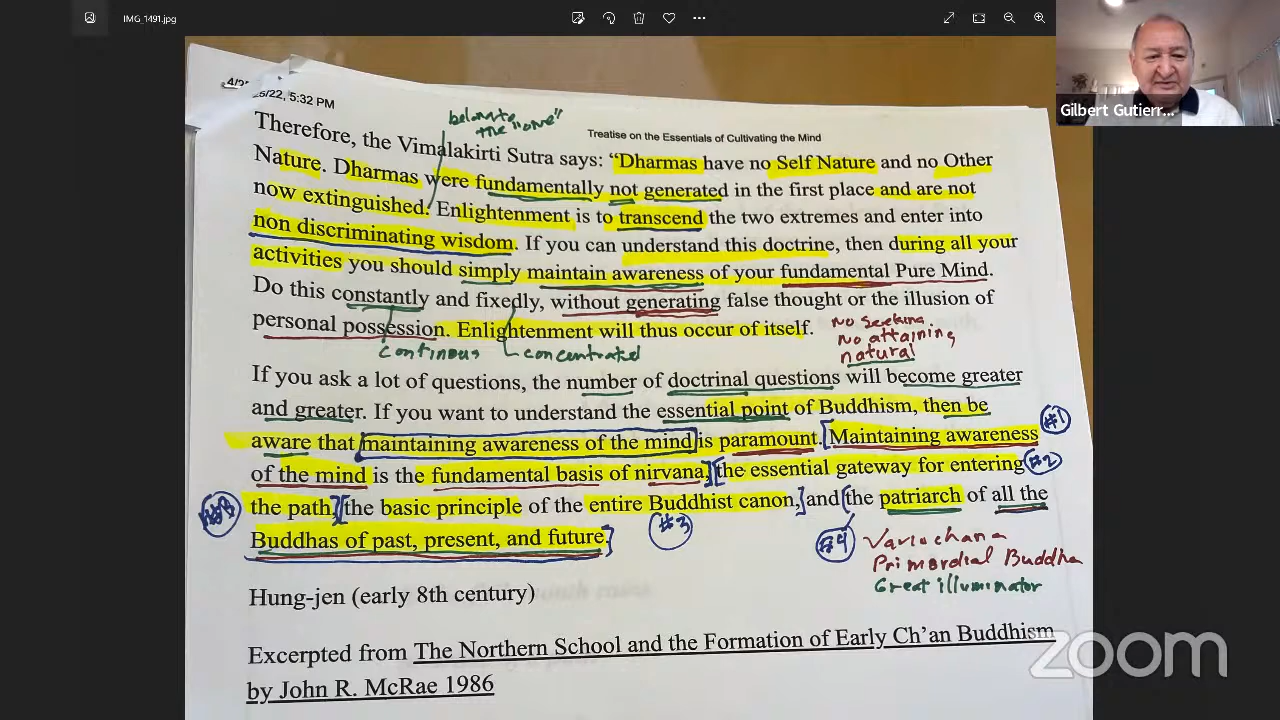 IMG_1491.jpg
Gilbert Gutierr...
5/22, 5:32 PM
belong to
the "one"
Treatise on the Essentials of Cultivating the Mind
Therefore, the Vimalakirti Sutra says: “Dharmas have no Self Nature and no Other
Nature. Dharmas were fundamentally not generated in the first place and are not
now extinguished. Enlightenment is to transcend the two extremes and enter into
non discriminating wisdom. If you can understand this doctrine, then during all your
activities you should simply maintain awareness of your fundamental Pure Mind.
Do this constantly and fixedly, without generating false thought or the illusion of
personal possession. Enlightenment will thus occur of itself.
No seeking.
No attaining
natural
continous
concentrated
If you ask a lot of questions, the number of doctrinal questions will become greater
and greater. If you want to understand the essential point of Buddhism, then be
aware that maintaining awareness of the mind is paramount. Maintaining awareness #1
of the mind is the fundamental basis of nirvana, the essential gateway for entering #2
the path, the basic principle of the entire Buddhist canon, and the patriarch of all the
Buddhas of past, present, and future.
#3
#4
Variochana
Primordial Buddha
Great illuminator
Hung-jen (early 8th century)
Excerpted from The Northern School and the Formation of Early Ch’an Buddhism
by John R. McRae 1986
zoom